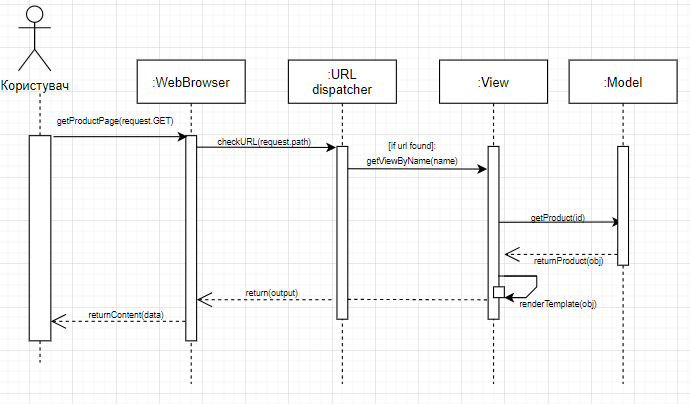 Користувач
:WebBrowser
:URL
dispatcher
:View
:Model
getProductPage(request.GET)
checkURL(request.path)
[if url found]:
getViewByName(name)
getProduct(id)
returnProduct(obj)
return(output)
renderTemplate(obj)
returnContent(data)